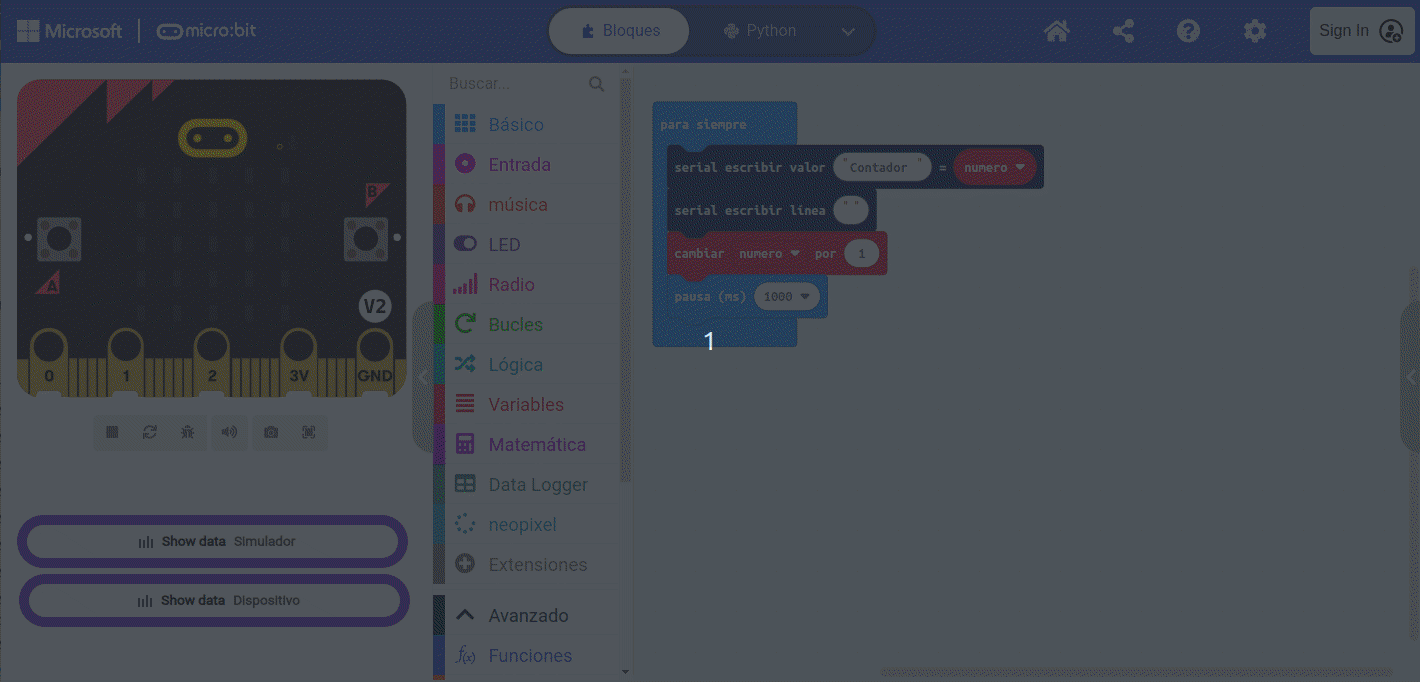 Microsoft micro:bit Bloques Python Sign In
B
A
V2
0 1 2 3V GND
Show data Simulador
Show data Dispositivo
Buscar...
Básico
Entrada
música
LED
Radio
Bucles
Lógica
Variables
Matemática
Data Logger
neopixel
Extensiones
Avanzado
f(x) Funciones
para siempre
serial escribir valor "Contador" = numero
serial escribir línea " "
cambiar numero por 1
pausa (ms) 1000
1